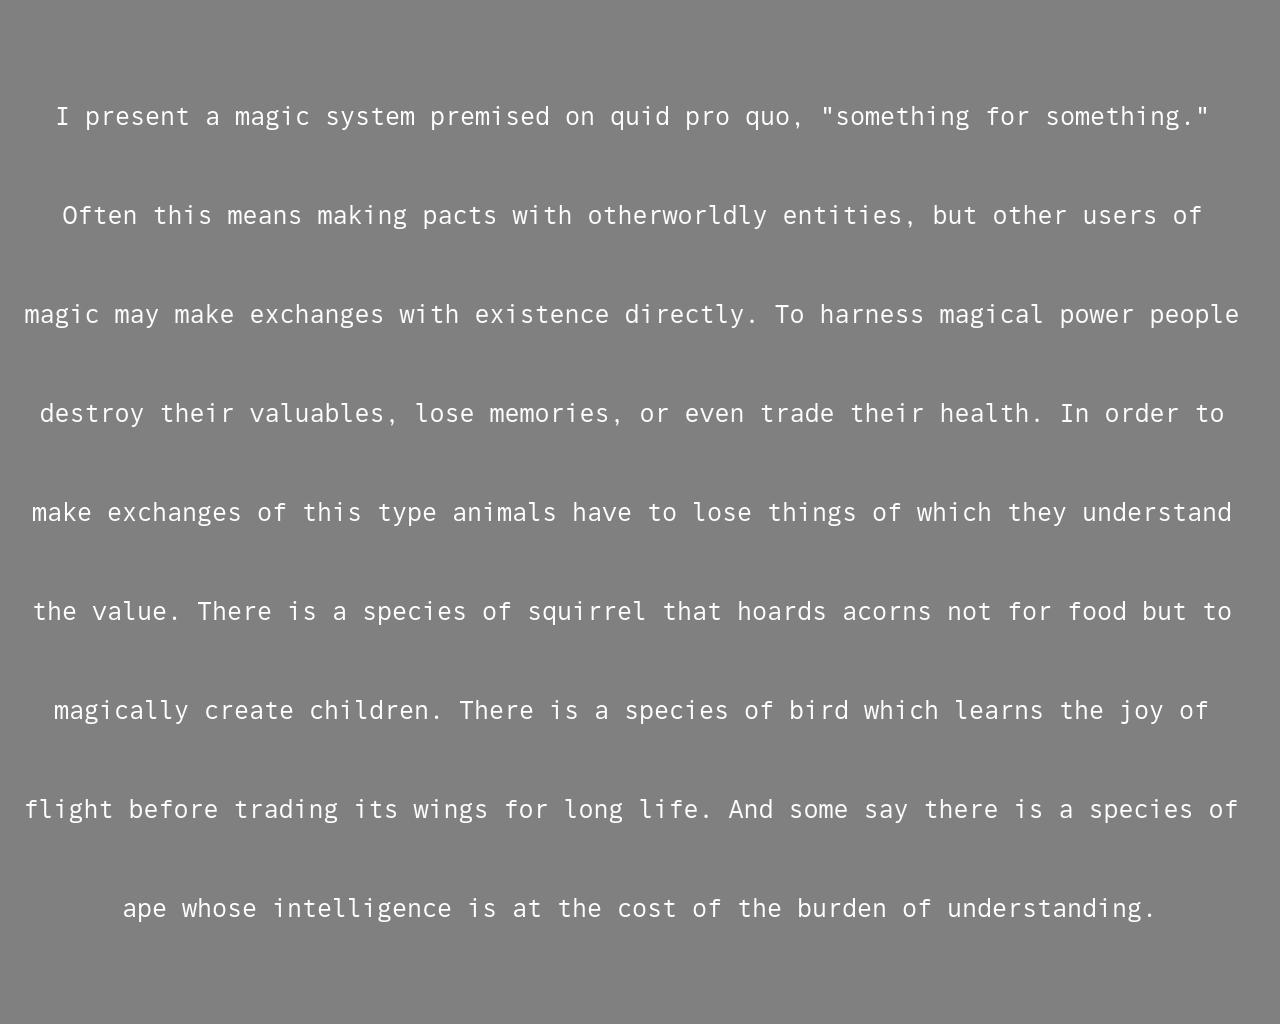 I present a magic system premised on quid pro quo, "something for something."
Often this means making pacts with otherworldly entities, but other users of
magic may make exchanges with existence directly. To harness magical power people
destroy their valuables, lose memories, or even trade their health. In order to
make exchanges of this type animals have to lose things of which they understand
the value. There is a species of squirrel that hoards acorns not for food but to
magically create children. There is a species of bird which learns the joy of
flight before trading its wings for long life. And some say there is a species of
ape whose intelligence is at the cost of the burden of understanding.